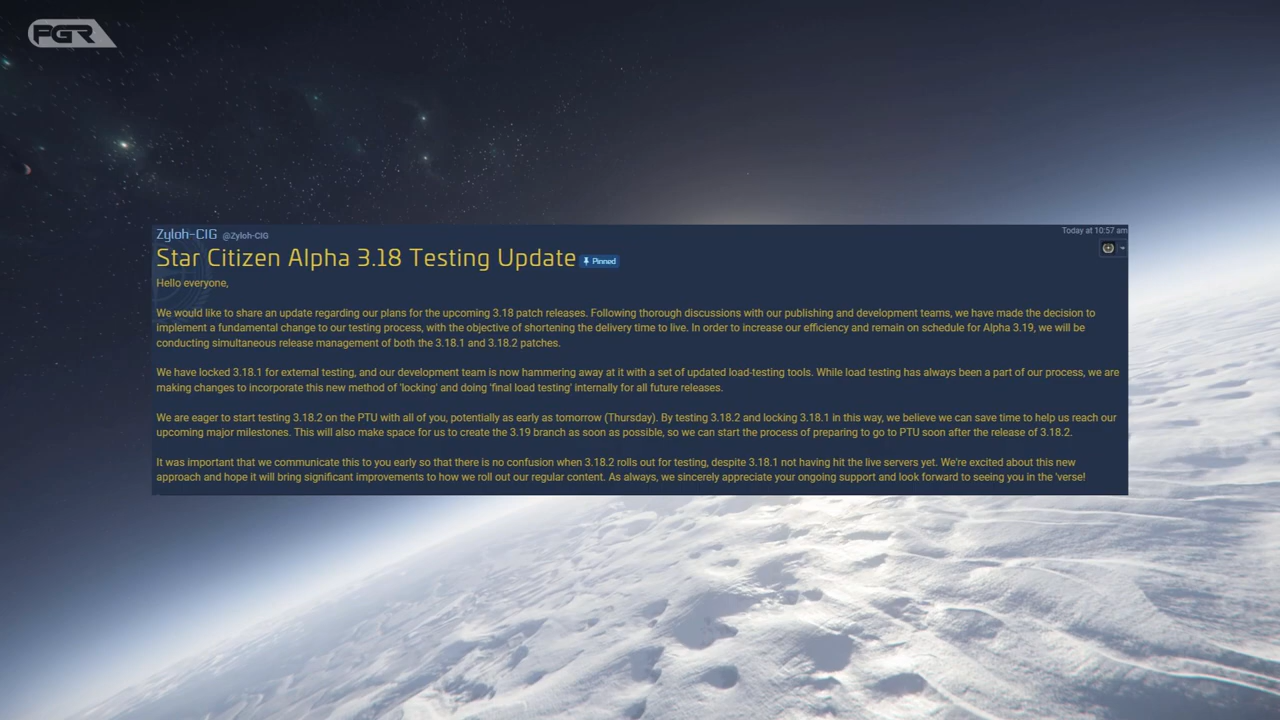 PGR
Zyloh-CIG @Zyloh-CIG Today at 10:57 am
Star Citizen Alpha 3.18 Testing Update Pinned
Hello everyone,
We would like to share an update regarding our plans for the upcoming 3.18 patch releases. Following thorough discussions with our publishing and development teams, we have made the decision to
implement a fundamental change to our testing process, with the objective of shortening the delivery time to live. In order to increase our efficiency and remain on schedule for Alpha 3.19, we will be
conducting simultaneous release management of both the 3.18.1 and 3.18.2 patches.
We have locked 3.18.1 for external testing, and our development team is now hammering away at it with a set of updated load-testing tools. While load testing has always been a part of our process, we are
making changes to incorporate this new method of 'locking' and doing 'final load testing' internally for all future releases.
We are eager to start testing 3.18.2 on the PTU with all of you, potentially as early as tomorrow (Thursday). By testing 3.18.2 and locking 3.18.1 in this way, we believe we can save time to help us reach our
upcoming major milestones. This will also make space for us to create the 3.19 branch as soon as possible, so we can start the process of preparing to go to PTU soon after the release of 3.18.2.
It was important that we communicate this to you early so that there is no confusion when 3.18.2 rolls out for testing, despite 3.18.1 not having hit the live servers yet. We're excited about this new
approach and hope it will bring significant improvements to how we roll out our regular content. As always, we sincerely appreciate your ongoing support and look forward to seeing you in the 'verse!